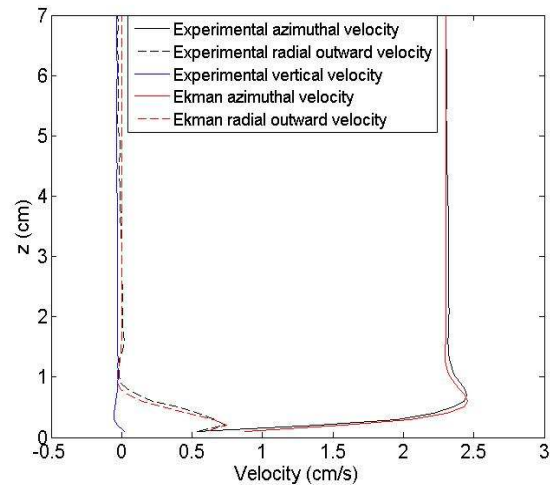 7
6
5
4
3
2
1
0
z (cm)
Experimental azimuthal velocity
Experimental radial outward velocity
Experimental vertical velocity
Ekman azimuthal velocity
Ekman radial outward velocity
-0.5 0 0.5 1 1.5 2 2.5 3
Velocity (cm/s)